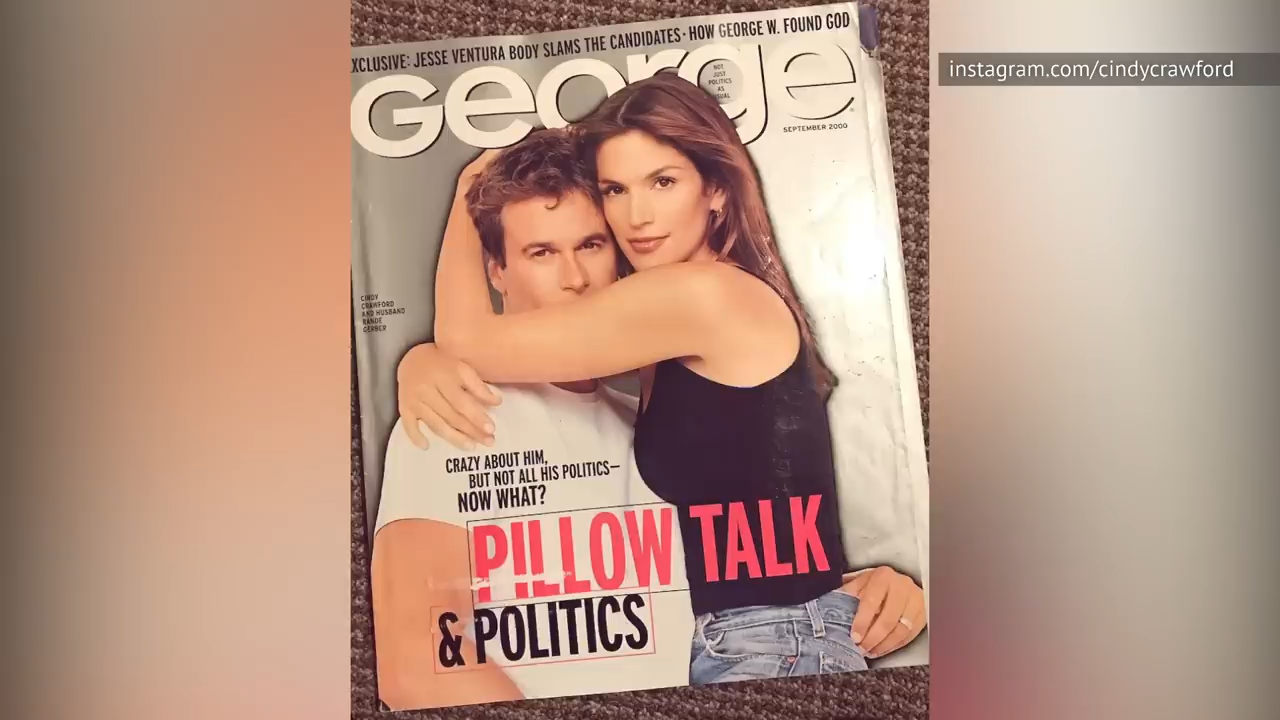 EXCLUSIVE: JESSE VENTURA BODY SLAMS THE CANDIDATES · HOW GEORGE W. FOUND GOD
instagram.com/cindycrawford
George
NOT
JUST
POLITICS
AS
USUAL
SEPTEMBER 2000
CINDY
CRAWFORD
AND HUSBAND
RANDE
GERBER
CRAZY ABOUT HIM,
BUT NOT ALL HIS POLITICS—
NOW WHAT?
PILLOW TALK
& POLITICS